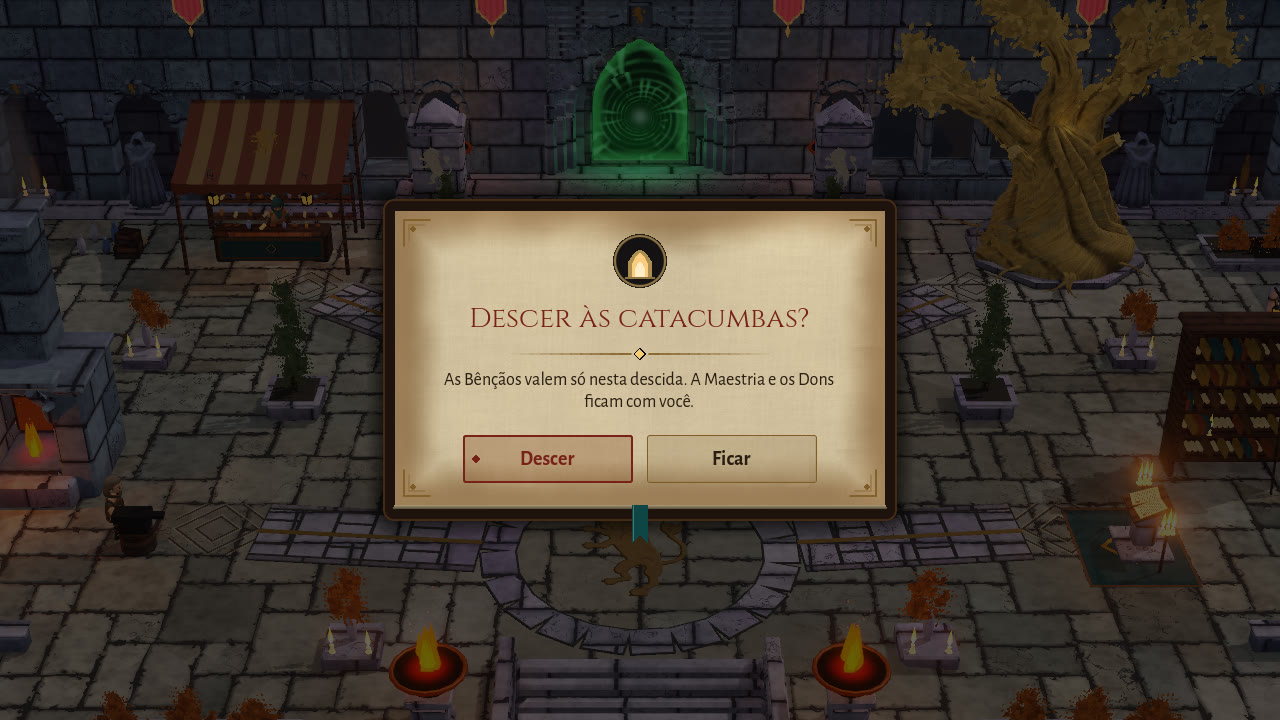 Descer às catacumbas?
As Bênçãos valem só nesta descida. A Maestria e os Dons
ficam com você.
Descer
Ficar